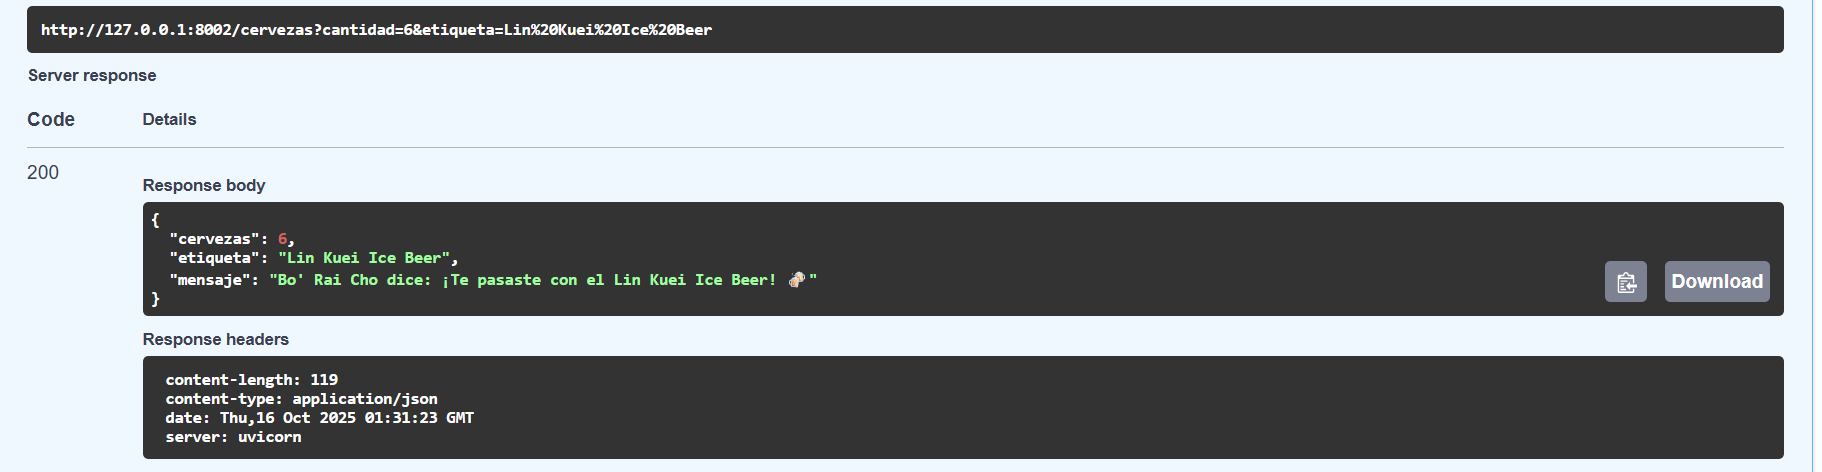 http://127.0.0.1:8002/cervezas?cantidad=6&etiqueta=Lin%20Kuei%20Ice%20Beer
Server response
Code Details
200
Response body
{
"cervezas": 6,
"etiqueta": "Lin Kuei Ice Beer",
"mensaje": "Bo' Rai Cho dice: ¡Te pasaste con el Lin Kuei Ice Beer! 🍻"
}
Download
Response headers
content-length: 119
content-type: application/json
date: Thu,16 Oct 2025 01:31:23 GMT
server: uvicorn